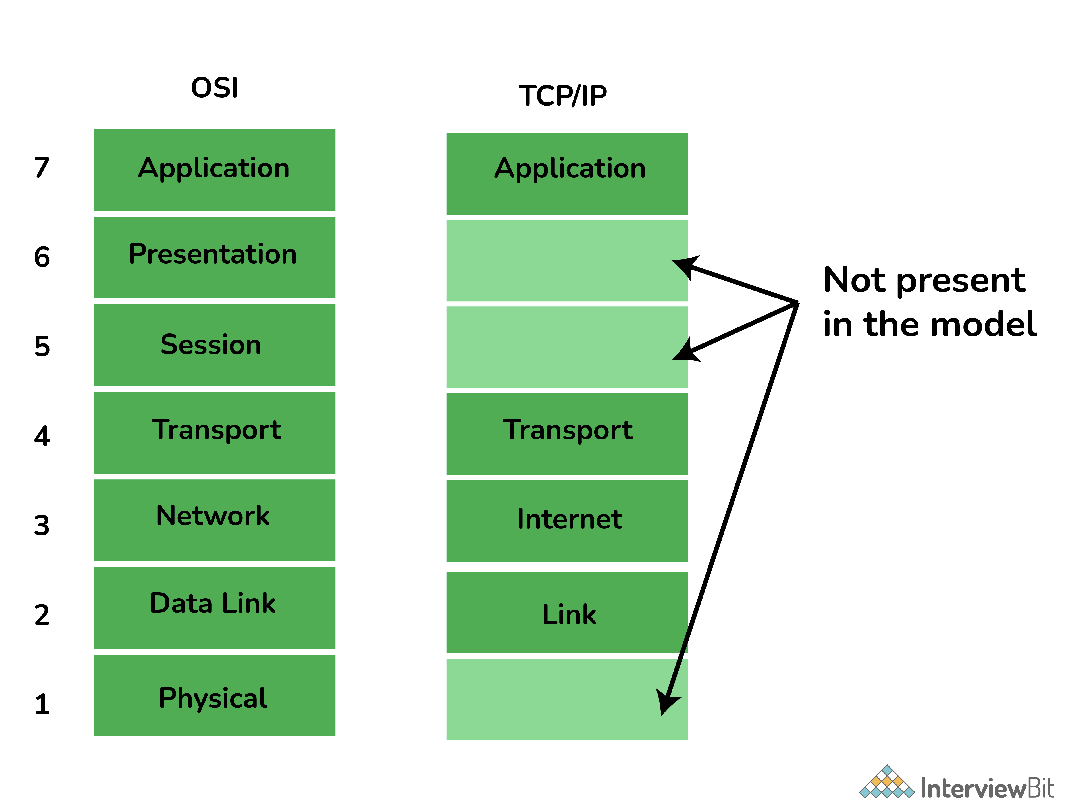 OSI
TCP/IP
7
Application
Application
6
Presentation
5
Session
4
Transport
Transport
3
Network
Internet
2
Data Link
Link
1
Physical
Not present
in the model
InterviewBit